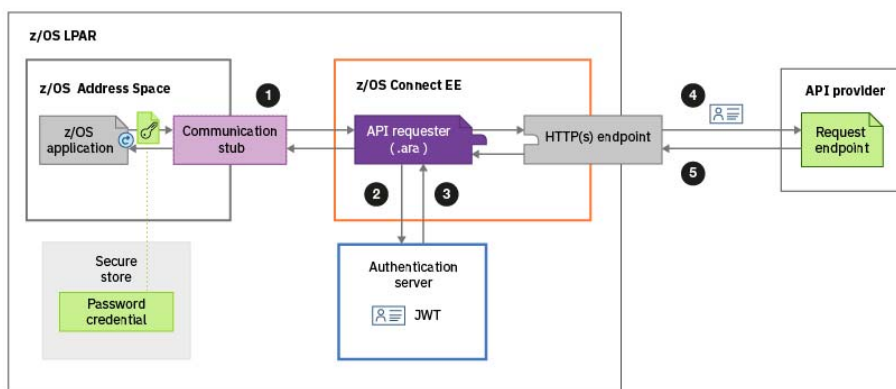 z/OS LPAR
z/OS Address Space
z/OS Connect EE
API provider
1
4
z/OS
application
Communication
stub
API requester
(.ara)
HTTP(s) endpoint
Request
endpoint
5
2
3
Secure
store
Password
credential
Authentication
server
JWT